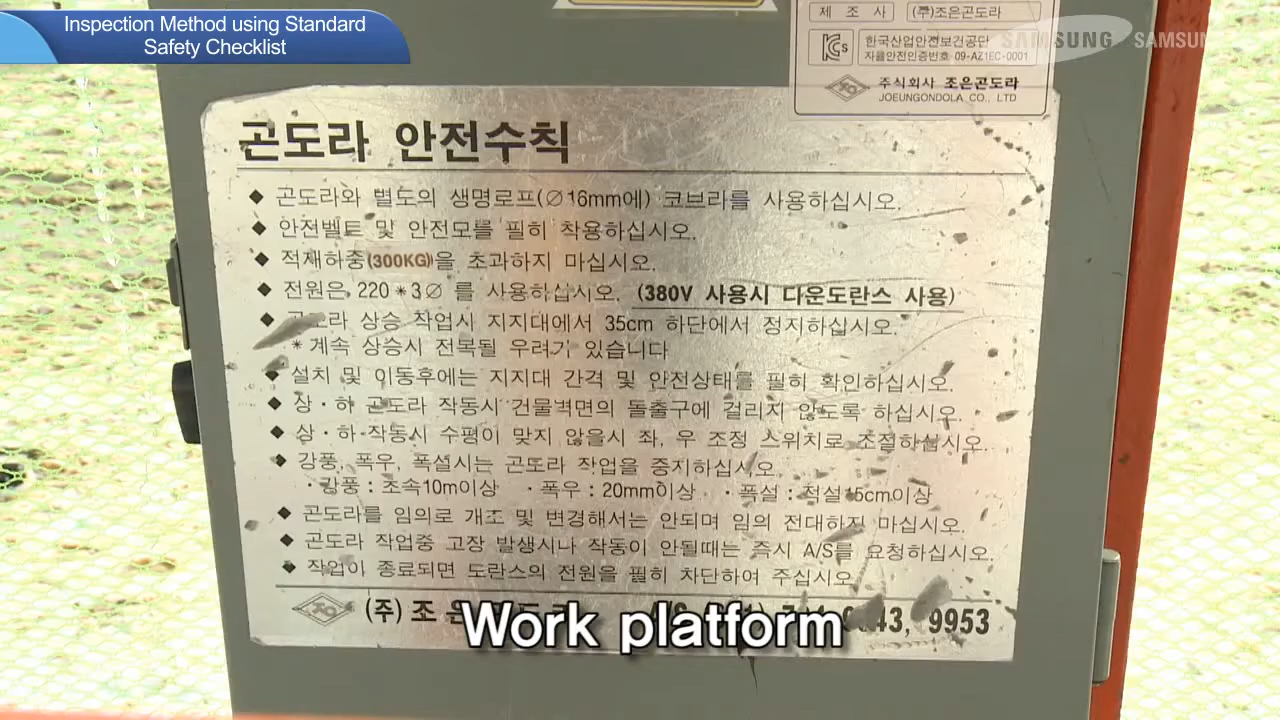 Inspection Method using Standard
Safety Checklist
제 조 사 (주)조은곤도라
SAMSUNG SAMSUN
KCs 한국산업안전보건공단
자율안전인증번호 09-AZ1EC-0001
주식회사 조은곤도라
JOEUNGONDOLA CO., LTD
곤도라 안전수칙
◆ 곤도라와 별도의 생명로프(∅16mm에) 코브라를 사용하십시오.
◆ 안전벨트 및 안전모를 필히 착용하십시오.
◆ 적재하중(300KG)을 초과하지 마십시오.
◆ 전원은 220*3∅ 를 사용하십시오. (380V 사용시 다운도란스 사용)
◆ 곤도라 상승 작업시 지지대에서 35cm 하단에서 정지하십시오.
*계속 상승시 전복될 우려가 있습니다
◆ 설치 및 이동후에는 지지대 간격 및 안전상태를 필히 확인하십시오.
◆ 상·하 곤도라 작동시 건물벽면의 돌출구에 걸리지 않도록 하십시오.
◆ 상·하 작동시 수평이 맞지 않을시 좌, 우 조정 스위치로 조절하십시오.
◆ 강풍, 폭우, 폭설시는 곤도라 작업을 중지하십시오.
·강풍 : 초속10m이상 ·폭우 : 20mm이상 ·폭설 : 적설15cm이상
◆ 곤도라를 임의로 개조 및 변경해서는 안되며 임의 전대하지 마십시오.
◆ 곤도라 작업중 고장 발생시나 작동이 안될때는 즉시 A/S를 요청하십시오.
◆ 작업이 종료되면 도란스의 전원을 필히 차단하여 주십시오.
(주) 조 은 9953
Work platform